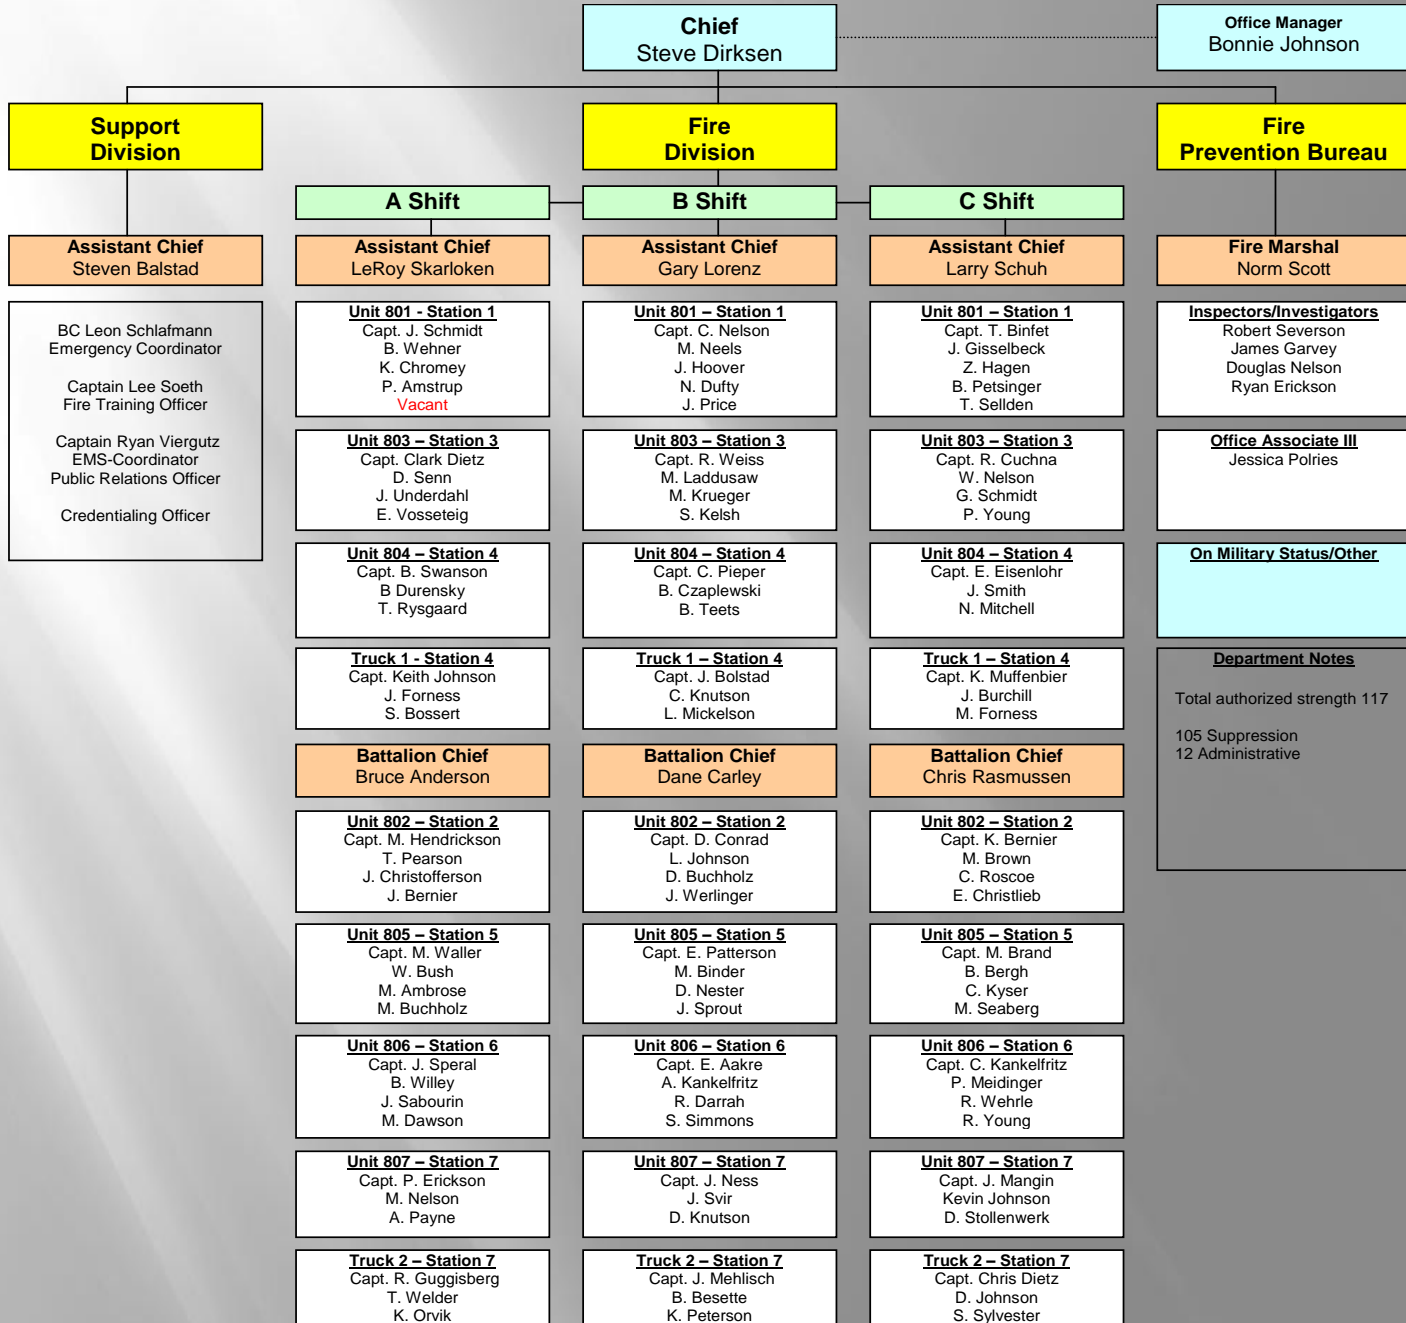 Chief
Steve Dirksen
Office Manager
Bonnie Johnson
Support
Division
Fire
Division
Fire
Prevention Bureau
A Shift
B Shift
C Shift
Assistant Chief
Steven Balstad
Assistant Chief
LeRoy Skarloken
Assistant Chief
Gary Lorenz
Assistant Chief
Larry Schuh
Fire Marshal
Norm Scott
BC Leon Schlafmann
Emergency Coordinator
Captain Lee Soeth
Fire Training Officer
Captain Ryan Viergutz
EMS-Coordinator
Public Relations Officer
Credentialing Officer
Unit 801 - Station 1
Capt. J. Schmidt
B. Wehner
K. Chromey
P. Amstrup
Vacant
Unit 801 – Station 1
Capt. C. Nelson
M. Neels
J. Hoover
N. Dufty
J. Price
Unit 801 – Station 1
Capt. T. Binfet
J. Gisselbeck
Z. Hagen
B. Petsinger
T. Sellden
Inspectors/Investigators
Robert Severson
James Garvey
Douglas Nelson
Ryan Erickson
Unit 803 – Station 3
Capt. Clark Dietz
D. Senn
J. Underdahl
E. Vosseteig
Unit 803 – Station 3
Capt. R. Weiss
M. Laddusaw
M. Krueger
S. Kelsh
Unit 803 – Station 3
Capt. R. Cuchna
W. Nelson
G. Schmidt
P. Young
Office Associate III
Jessica Polries
Unit 804 – Station 4
Capt. B. Swanson
B Durensky
T. Rysgaard
Unit 804 – Station 4
Capt. C. Pieper
B. Czaplewski
B. Teets
Unit 804 – Station 4
Capt. E. Eisenlohr
J. Smith
N. Mitchell
On Military Status/Other
Truck 1 - Station 4
Capt. Keith Johnson
J. Forness
S. Bossert
Truck 1 – Station 4
Capt. J. Bolstad
C. Knutson
L. Mickelson
Truck 1 – Station 4
Capt. K. Muffenbier
J. Burchill
M. Forness
Department Notes
Total authorized strength 117
105 Suppression
12 Administrative
Battalion Chief
Bruce Anderson
Battalion Chief
Dane Carley
Battalion Chief
Chris Rasmussen
Unit 802 – Station 2
Capt. M. Hendrickson
T. Pearson
J. Christofferson
J. Bernier
Unit 802 – Station 2
Capt. D. Conrad
L. Johnson
D. Buchholz
J. Werlinger
Unit 802 – Station 2
Capt. K. Bernier
M. Brown
C. Roscoe
E. Christlieb
Unit 805 – Station 5
Capt. M. Waller
W. Bush
M. Ambrose
M. Buchholz
Unit 805 – Station 5
Capt. E. Patterson
M. Binder
D. Nester
J. Sprout
Unit 805 – Station 5
Capt. M. Brand
B. Bergh
C. Kyser
M. Seaberg
Unit 806 – Station 6
Capt. J. Speral
B. Willey
J. Sabourin
M. Dawson
Unit 806 – Station 6
Capt. E. Aakre
A. Kankelfritz
R. Darrah
S. Simmons
Unit 806 – Station 6
Capt. C. Kankelfritz
P. Meidinger
R. Wehrle
R. Young
Unit 807 – Station 7
Capt. P. Erickson
M. Nelson
A. Payne
Unit 807 – Station 7
Capt. J. Ness
J. Svir
D. Knutson
Unit 807 – Station 7
Capt. J. Mangin
Kevin Johnson
D. Stollenwerk
Truck 2 – Station 7
Capt. R. Guggisberg
T. Welder
K. Orvik
Truck 2 – Station 7
Capt. J. Mehlisch
B. Besette
K. Peterson
Truck 2 – Station 7
Capt. Chris Dietz
D. Johnson
S. Sylvester